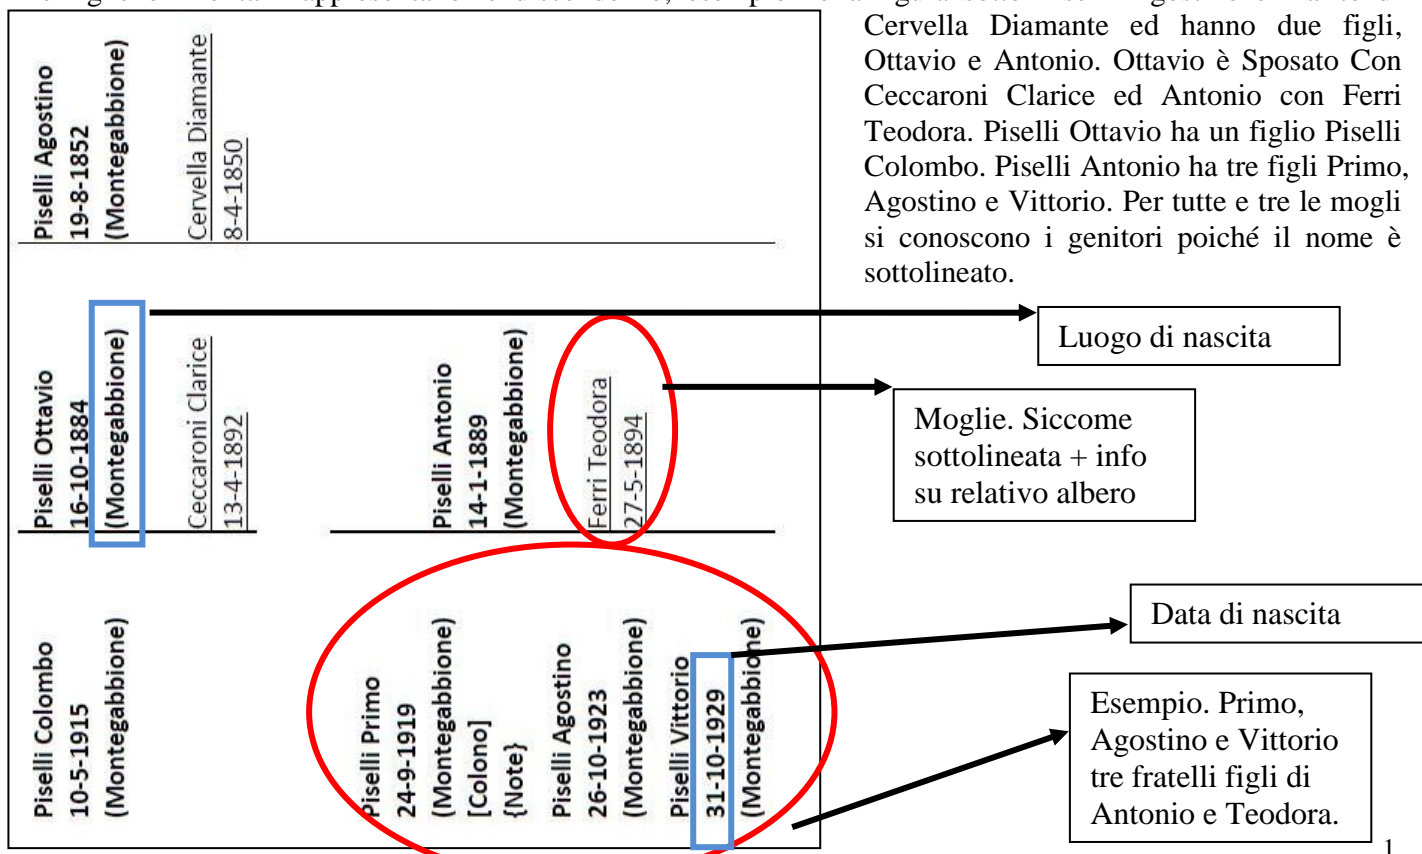 Cervella Diamante ed hanno due figli,
Ottavio e Antonio. Ottavio è Sposato Con
Ceccaroni Clarice ed Antonio con Ferri
Teodora. Piselli Ottavio ha un figlio Piselli
Colombo. Piselli Antonio ha tre figli Primo,
Agostino e Vittorio. Per tutte e tre le mogli
si conoscono i genitori poiché il nome è
sottolineato.
Piselli Agostino
19-8-1852
(Montegabbione)
Cervella Diamante
8-4-1850
Piselli Ottavio
16-10-1884
(Montegabbione)
Ceccaroni Clarice
13-4-1892
Piselli Antonio
14-1-1889
(Montegabbione)
Ferri Teodora
27-5-1894
Piselli Colombo
10-5-1915
(Montegabbione)
Piselli Primo
24-9-1919
(Montegabbione)
[Colono]
{Note}
Piselli Agostino
26-10-1923
(Montegabbione)
Piselli Vittorio
31-10-1929
(Montegabbione)
Luogo di nascita
Moglie. Siccome
sottolineata + info
su relativo albero
Data di nascita
Esempio. Primo,
Agostino e Vittorio
tre fratelli figli di
Antonio e Teodora.
1